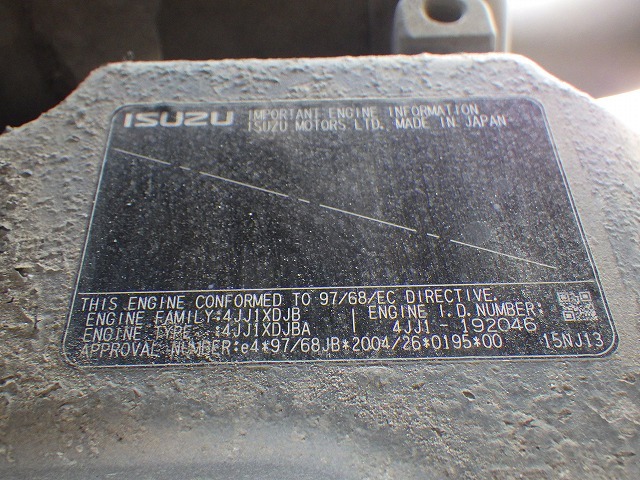 ISUZU IMPORTANT ENGINE INFORMATION
ISUZU MOTORS LTD. MADE IN JAPAN
THIS ENGINE CONFORMED TO 97/68/EC DIRECTIVE.
ENGINE FAMILY:4JJ1XDJB
ENGINE TYPE :4JJ1XDJBA
ENGINE I.D.NUMBER:
4JJ1 - 192046
APPROVAL NUMBER:e4*97/68JB*2004/26*0195*00
15NJ13